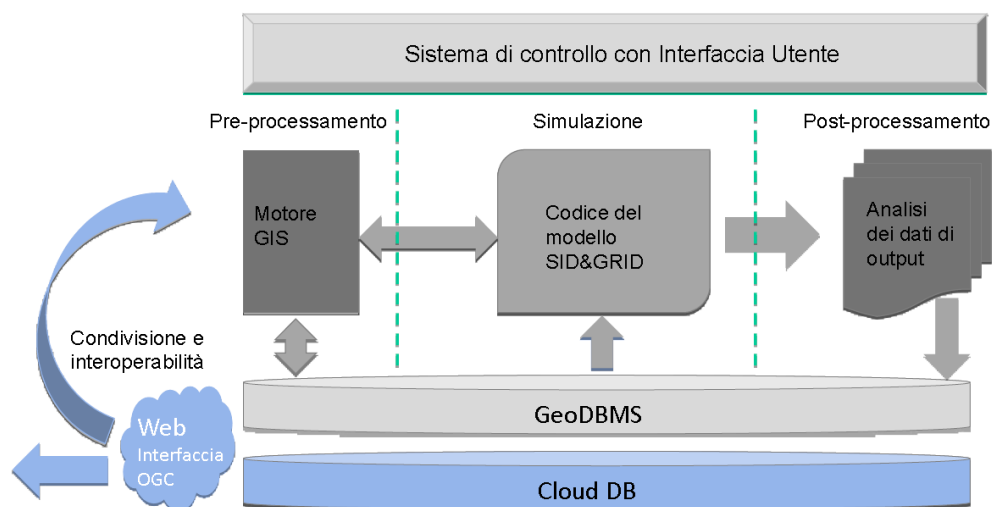 Sistema di controllo con Interfaccia Utente
Pre-processamento
Simulazione
Post-processamento
Motore
GIS
Codice del
modello
SID&GRID
Analisi
dei dati di
output
Condivisione e
interoperabilità
Web
Interfaccia
OGC
GeoDBMS
Cloud DB